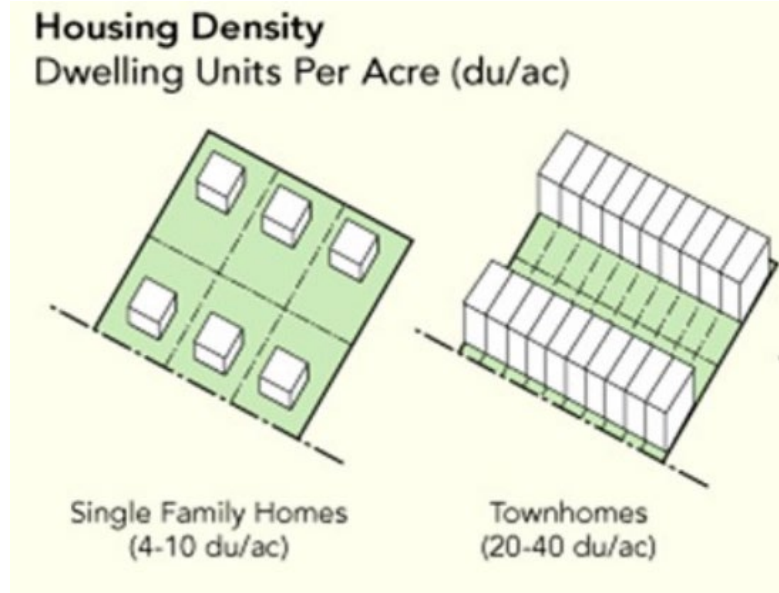 Housing Density
Dwelling Units Per Acre (du/ac)
Single Family Homes
(4-10 du/ac)
Townhomes
(20-40 du/ac)